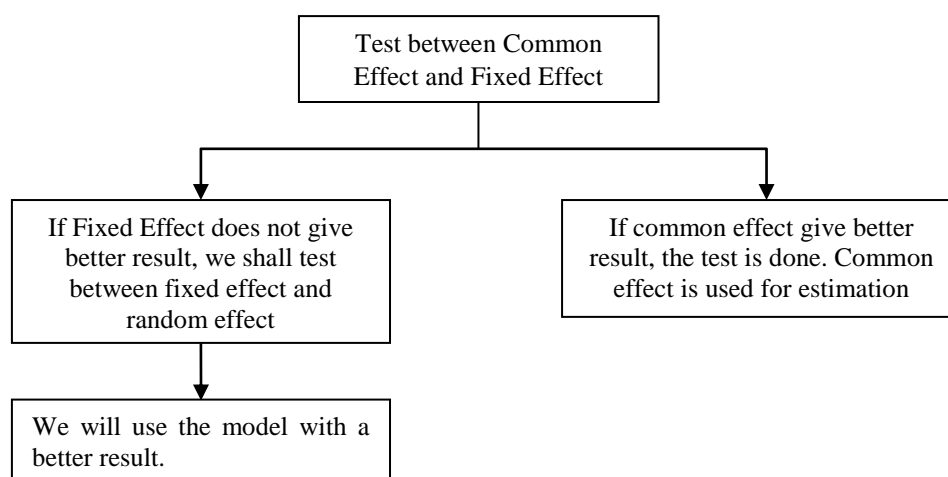 Test between Common
Effect and Fixed Effect
If Fixed Effect does not give
better result, we shall test
between fixed effect and
random effect
If common effect give better
result, the test is done. Common
effect is used for estimation
We will use the model with a
better result.